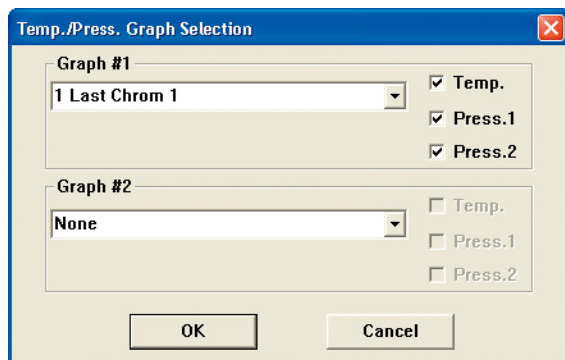 Temp./Press. Graph Selection
Graph #1
1 Last Chrom 1
Temp.
Press.1
Press.2
Graph #2
None
Temp.
Press.1
Press.2
OK Cancel